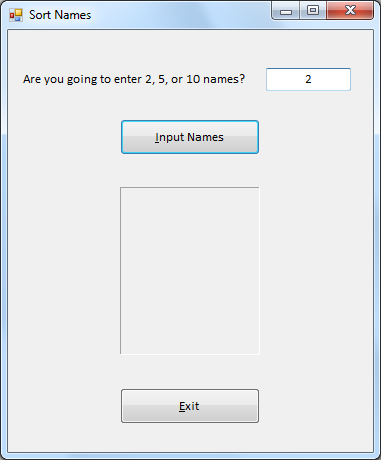 Sort Names
Are you going to enter 2, 5, or 10 names? 2
Input Names
Exit